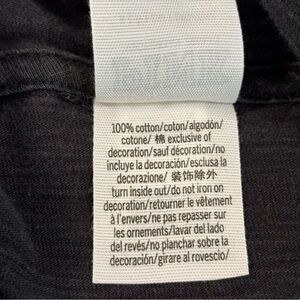 100% cotton/coton/algodón/
cotone/ 棉 exclusive of
decoration/sauf décoration/no
incluye la decoración/esclusa la
decorazione/ 装饰除外
turn inside out/do not iron on
decoration/retourner le vêtement
à l'envers/ne pas repasser sur
les ornements/lavar del lado
del revés/no planchar sobre la
decoración/girare al rovescio/